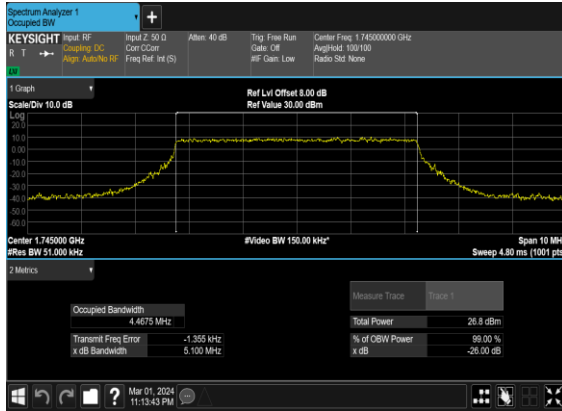 Spectrum Analyzer 1
Occupied BW
+
KEYSIGHT Input: RF Input Z: 50 Ω Atten: 40 dB Trig: Free Run Center Freq: 1.745000000 GHz
R T Coupling: DC Corr CCorr Gate: Off Avg|Hold: 100/100
Align: Auto/No RF Freq Ref: Int (S) #IF Gain: Low Radio Std: None
LU
1 Graph
Ref Lvl Offset 8.00 dB
Scale/Div 10.0 dB Ref Value 30.00 dBm
Log
20.0
10.0
0.00
-10.0
-20.0
-30.0
-40.0
-50.0
-60.0
Center 1.745000 GHz #Video BW 150.00 kHz* Span 10 MH
#Res BW 51.000 kHz Sweep 4.80 ms (1001 pts
2 Metrics
Measure Trace Trace 1
Occupied Bandwidth
4.4675 MHz Total Power 26.8 dBm
Transmit Freq Error -1.355 kHz % of OBW Power 99.00 %
x dB Bandwidth 5.100 MHz x dB -26.00 dB
? Mar 01, 2024
11:13:43 PM